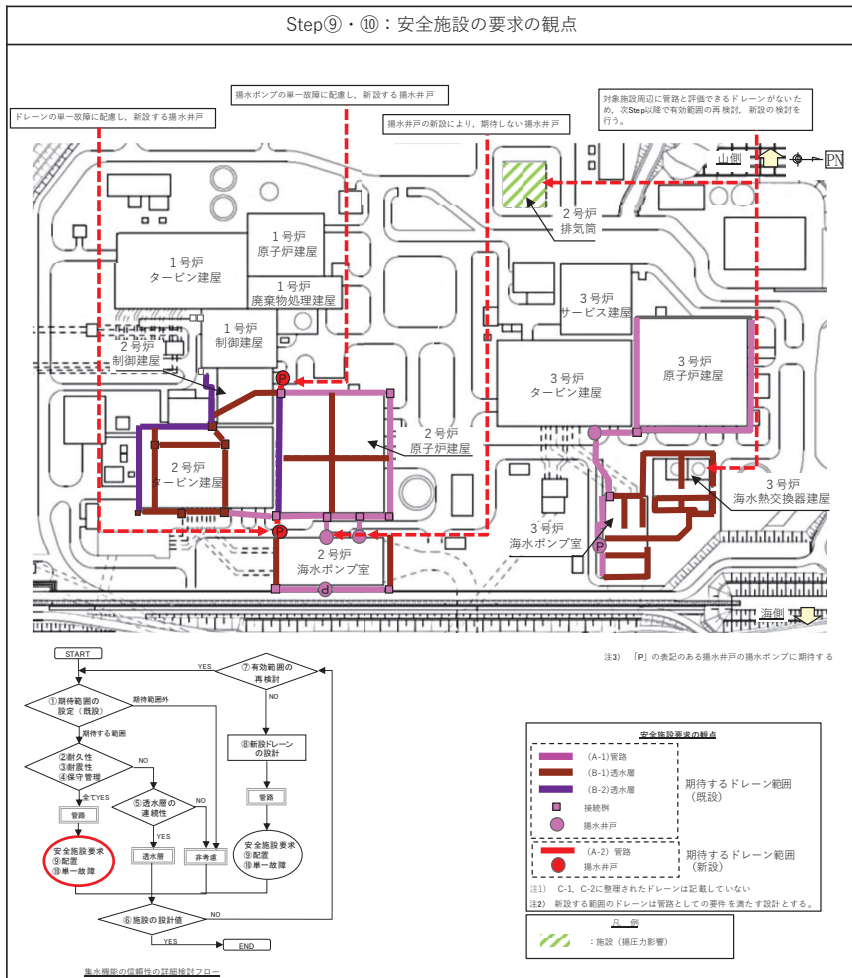 Step⑨・⑩：安全施設の要求の観点
ドレーンの単一故障に配慮し，新設する揚水井戸
揚水ポンプの単一故障に配慮し，新設する揚水井戸
揚水井戸の新設により，期待しない揚水井戸
対象施設周辺に管路と評価できるドレーンがないた
め，次Step以降で有効範囲の再検討，新設の検討を
行う。
山側
PN
2号炉
排気筒
1号炉
原子炉建屋
1号炉
タービン建屋
1号炉
廃棄物処理建屋
1号炉
制御建屋
2号炉
制御建屋
3号炉
サービス建屋
3号炉
原子炉建屋
3号炉
タービン建屋
P
2号炉
原子炉建屋
2号炉
タービン建屋
3号炉
海水熱交換器建屋
3号炉
海水ポンプ室
P
P
2号炉
海水ポンプ室
P
海側
注3) 「P」の表記のある揚水井戸の揚水ポンプに期待する
START
YES
⑦有効範囲の
再検討
①期待範囲の
設定（既設）
期待範囲外
NO
期待する範囲
⑧新設ドレーン
の設計
②耐久性
③耐震性
④保守管理
NO
全てYES
管路
⑤透水層の
連続性
NO
管路
YES
安全施設要求
⑨配置
⑩単一故障
透水層
非考慮
安全施設要求
⑨配置
⑩単一故障
⑥施設の設計値
NO
YES
END
集水機能の信頼性の詳細検討フロー
安全施設要求の観点
(A-1)管路
(B-1)透水層
(B-2)透水層
接続桝
揚水井戸
期待するドレーン範囲
（既設）
(A-2) 管路
揚水井戸
期待するドレーン範囲
（新設）
注1) C-1，C-2に整理されたドレーンは記載していない
注2) 新設する範囲のドレーンは管路としての要件を満たす設計とする。
凡 例
：施設（揚圧力影響）